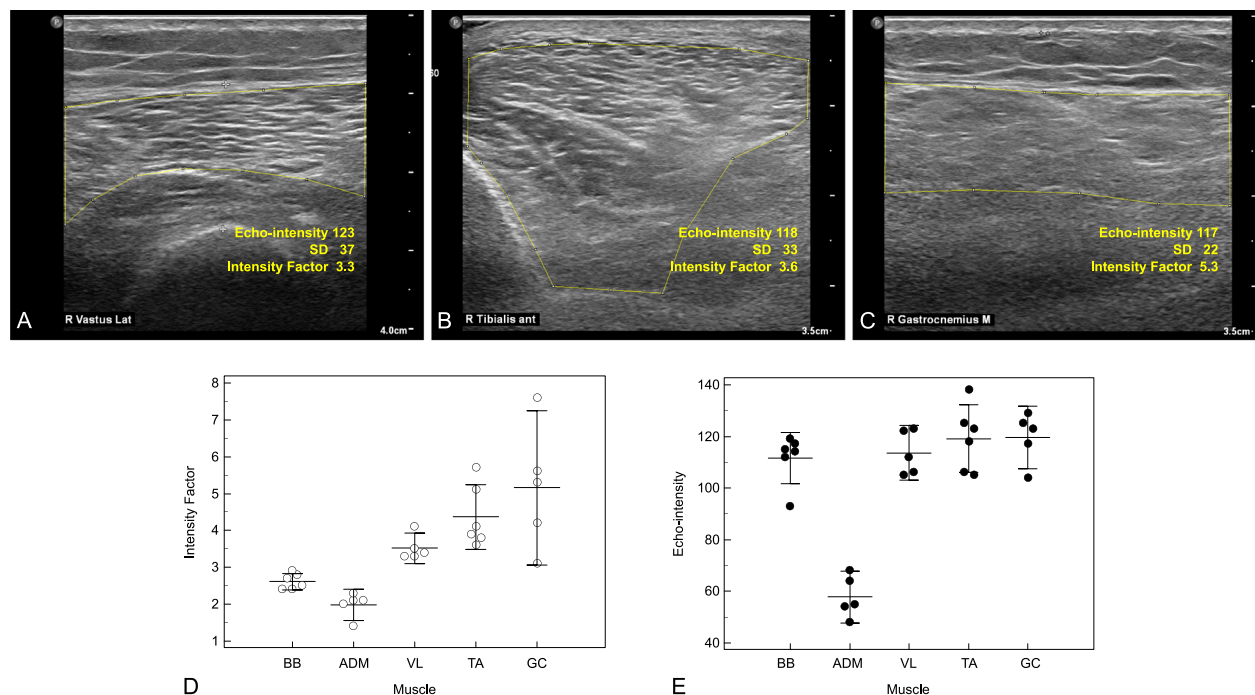 P
Echo-intensity 123
SD 37
Intensity Factor 3.3
A
R Vastus Lat
4.0cm
P
60
Echo-intensity 118
SD 33
Intensity Factor 3.6
B
R Tibialis ant
3.5cm
P
Echo-intensity 117
SD 22
Intensity Factor 5.3
C
R Gastrocnemius M
3.5cm
8
7
6
5
4
3
2
1
Intensity Factor
BB ADM VL TA GC
Muscle
D
140
120
100
80
60
40
Echo-intensity
BB ADM VL TA GC
Muscle
E